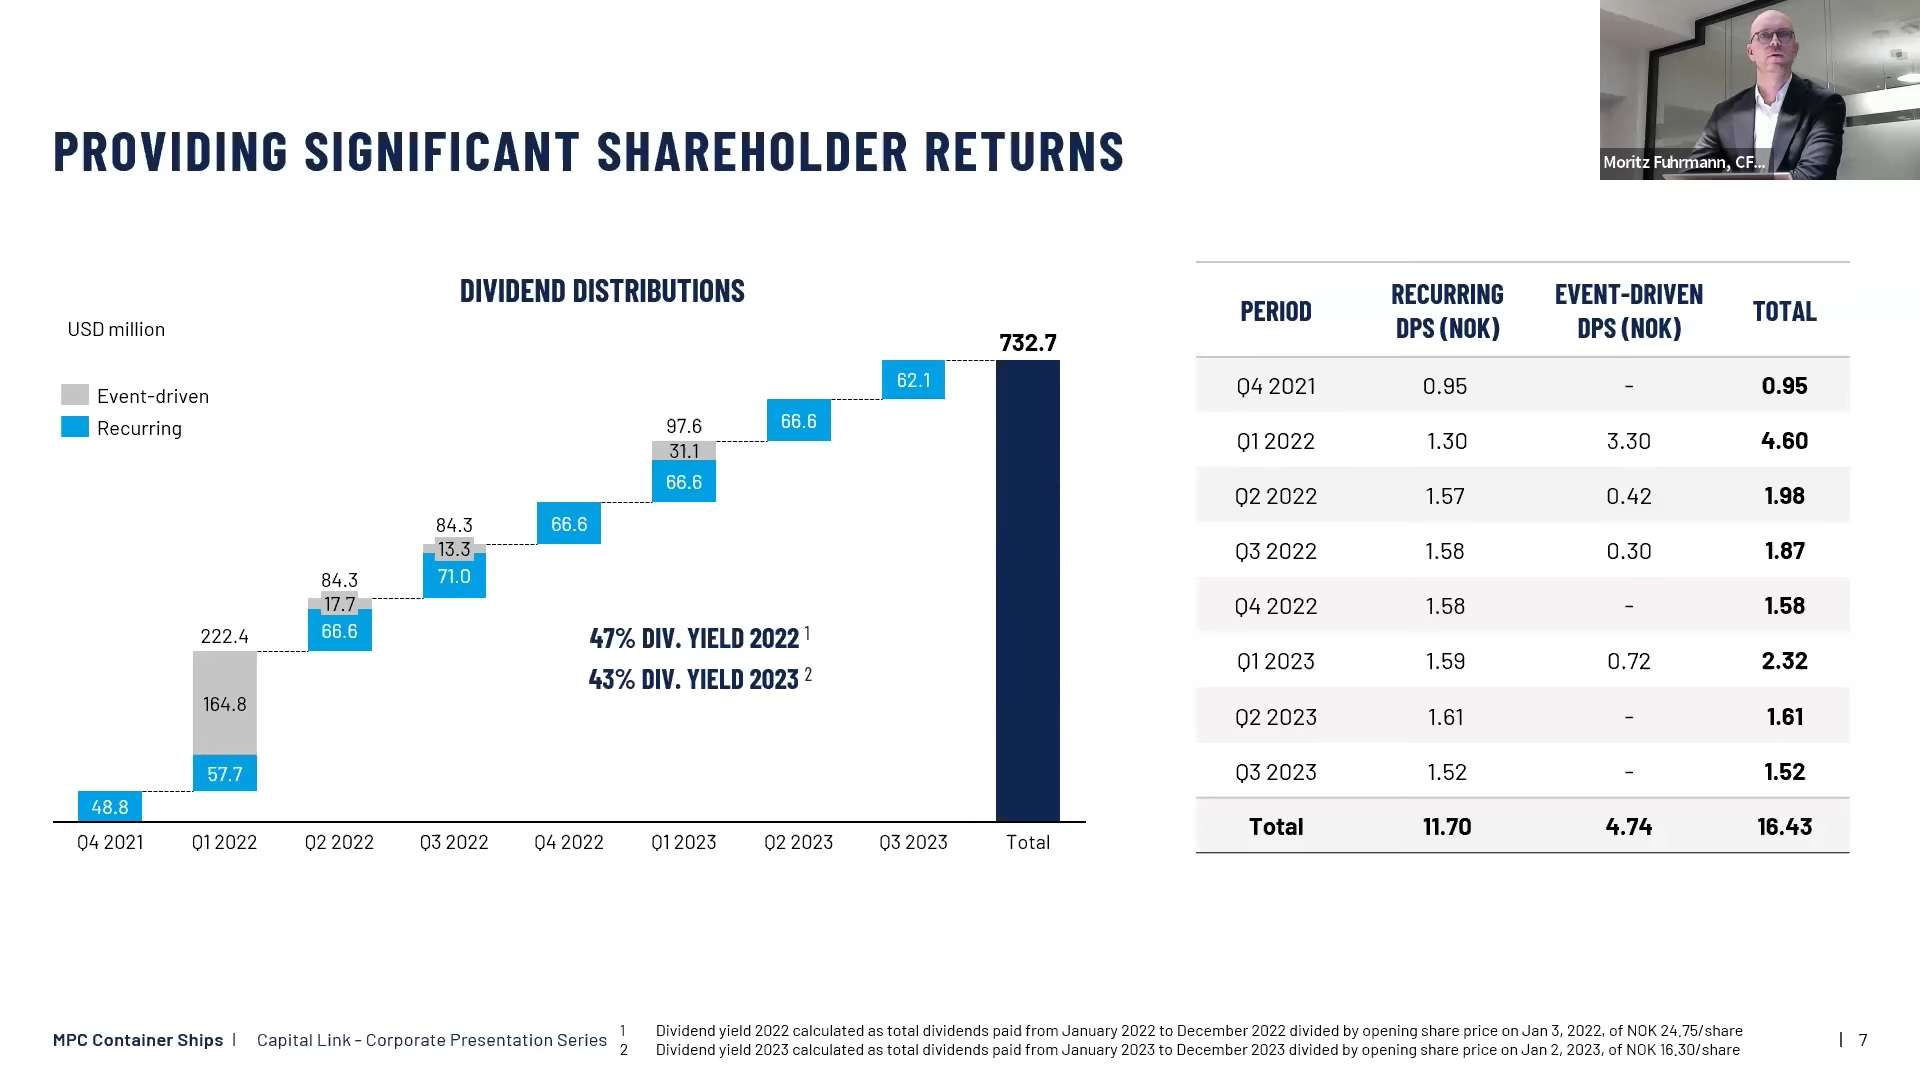 Moritz Fuhrmann, CF...
PROVIDING SIGNIFICANT SHAREHOLDER RETURNS
DIVIDEND DISTRIBUTIONS
USD million
Event-driven
Recurring
48.8
222.4
164.8
57.7
84.3
17.7
66.6
84.3
13.3
71.0
66.6
97.6
31.1
66.6
66.6
62.1
732.7
47% DIV. YIELD 2022 1
43% DIV. YIELD 2023 2
Q4 2021 Q1 2022 Q2 2022 Q3 2022 Q4 2022 Q1 2023 Q2 2023 Q3 2023 Total
PERIOD RECURRING DPS (NOK) EVENT-DRIVEN DPS (NOK) TOTAL
Q4 2021 0.95 - 0.95
Q1 2022 1.30 3.30 4.60
Q2 2022 1.57 0.42 1.98
Q3 2022 1.58 0.30 1.87
Q4 2022 1.58 - 1.58
Q1 2023 1.59 0.72 2.32
Q2 2023 1.61 - 1.61
Q3 2023 1.52 - 1.52
Total 11.70 4.74 16.43
MPC Container Ships | Capital Link - Corporate Presentation Series
1 Dividend yield 2022 calculated as total dividends paid from January 2022 to December 2022 divided by opening share price on Jan 3, 2022, of NOK 24.75/share
2 Dividend yield 2023 calculated as total dividends paid from January 2023 to December 2023 divided by opening share price on Jan 2, 2023, of NOK 16.30/share
| 7